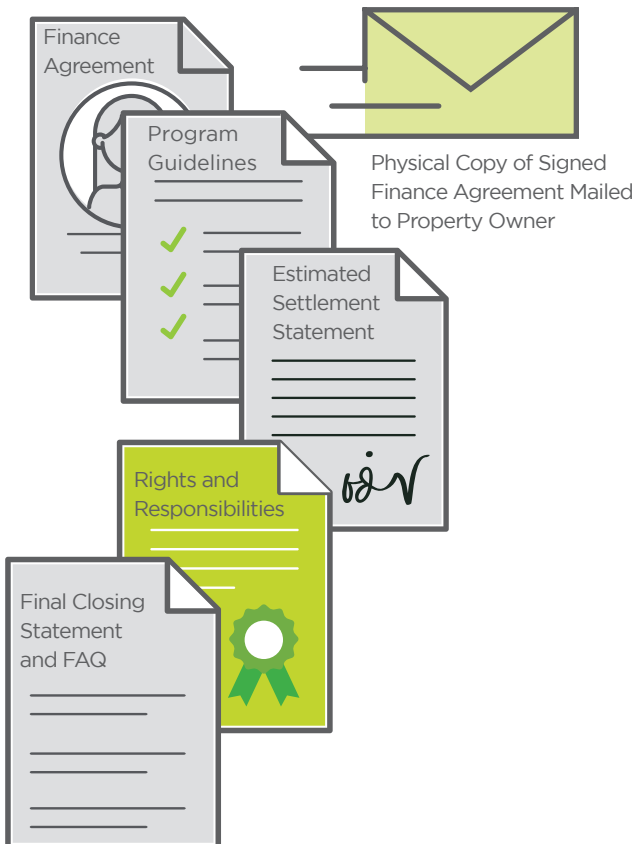 Finance
Agreement
Program
Guidelines
Physical Copy of Signed
Finance Agreement Mailed
to Property Owner
Estimated
Settlement
Statement
Rights and
Responsibilities
Final Closing
Statement
and FAQ